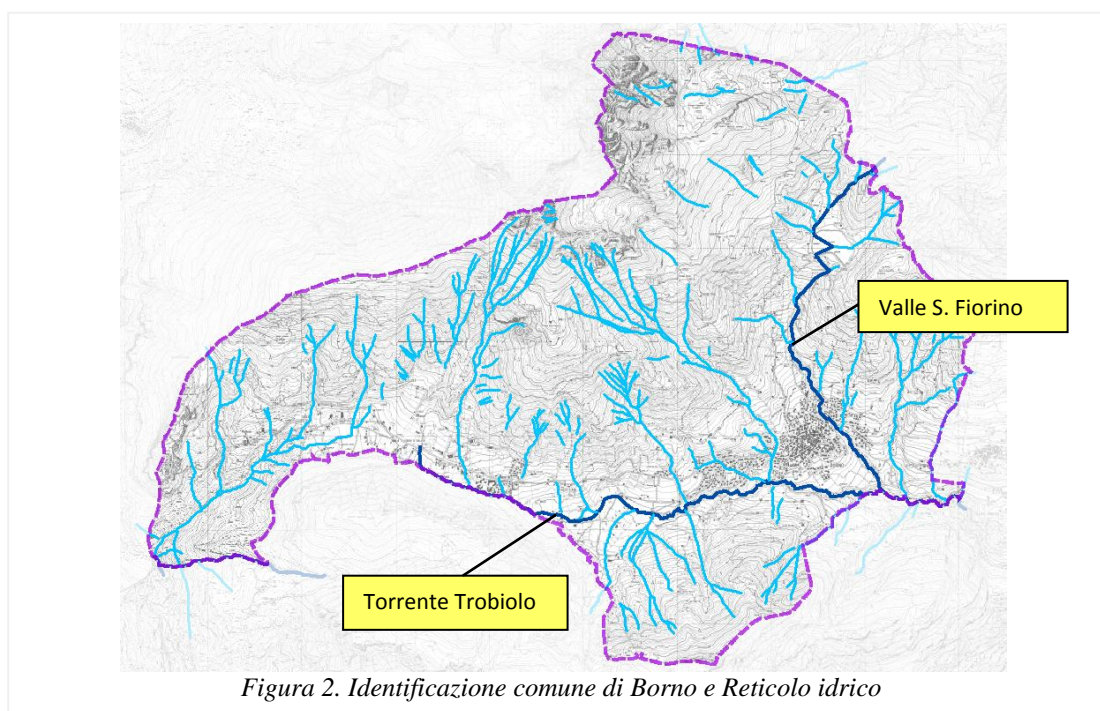 Valle S. Fiorino
Torrente Trobiolo
Figura 2. Identificazione comune di Borno e Reticolo idrico